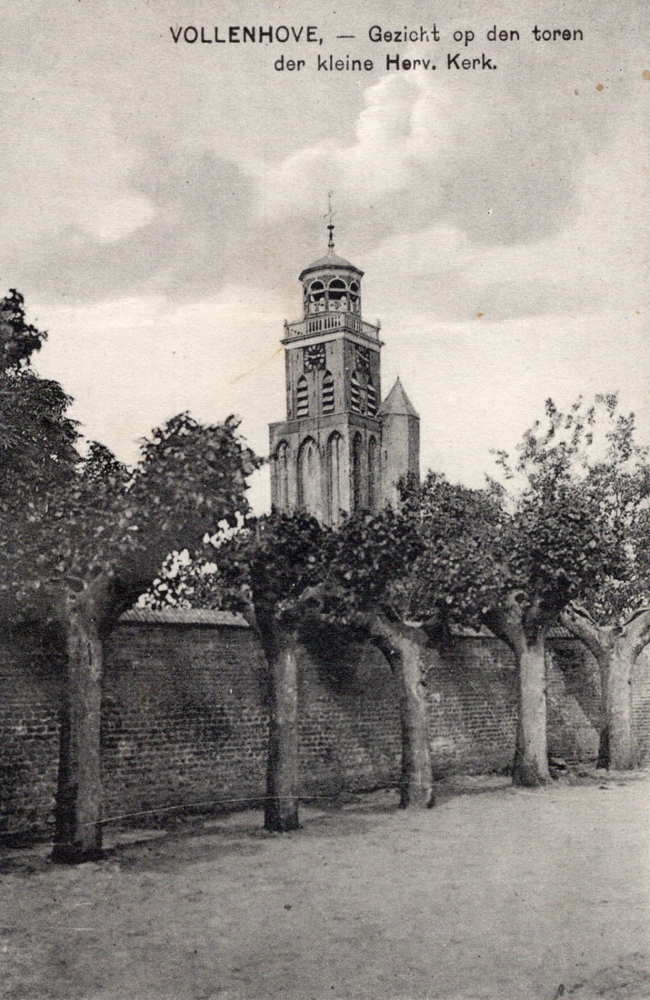 VOLLENHOVE, — Gezicht op den toren
der kleine Herv. Kerk.